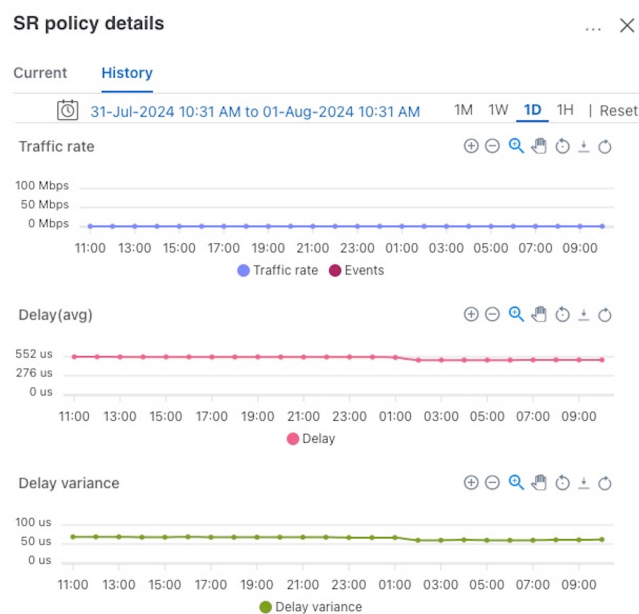 SR policy details
...
Current History
31-Jul-2024 10:31 AM to 01-Aug-2024 10:31 AM 1M 1W 1D 1H | Reset
Traffic rate
100 Mbps
50 Mbps
0 Mbps
11:00 13:00 15:00 17:00 19:00 21:00 23:00 01:00 03:00 05:00 07:00 09:00
Traffic rate Events
Delay(avg)
552 us
276 us
0 us
11:00 13:00 15:00 17:00 19:00 21:00 23:00 01:00 03:00 05:00 07:00 09:00
Delay
Delay variance
100 us
50 us
0 us
11:00 13:00 15:00 17:00 19:00 21:00 23:00 01:00 03:00 05:00 07:00 09:00
Delay variance